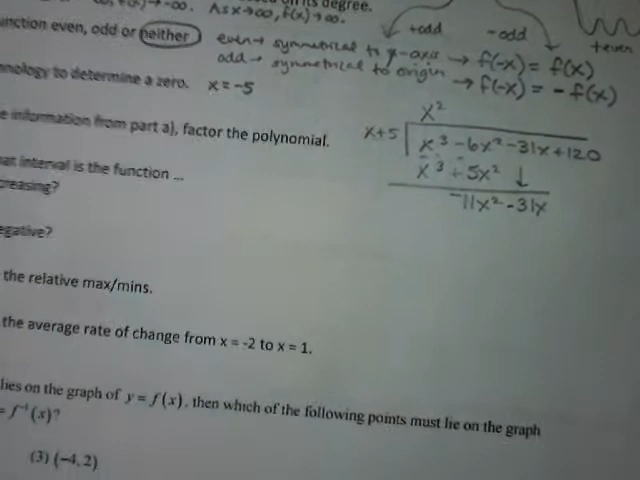 on its degree.
→-∞. As x→∞, f(x)→∞.
+odd
-odd
+even
function even, odd or neither
even → symmetrical to y-axis → f(-x) = f(x)
odd → symmetrical to origin → f(-x) = -f(x)
technology to determine a zero. x = -5
information from part a), factor the polynomial.
x²
x+5 x³ - 6x² - 31x + 120
x³ + 5x² ↓
-11x² - 31x
interval is the function ...
negative?
the relative max/mins.
the average rate of change from x = -2 to x = 1.
lies on the graph of y = f(x), then which of the following points must lie on the graph
= f⁻¹(x)?
(3) (-4, 2)